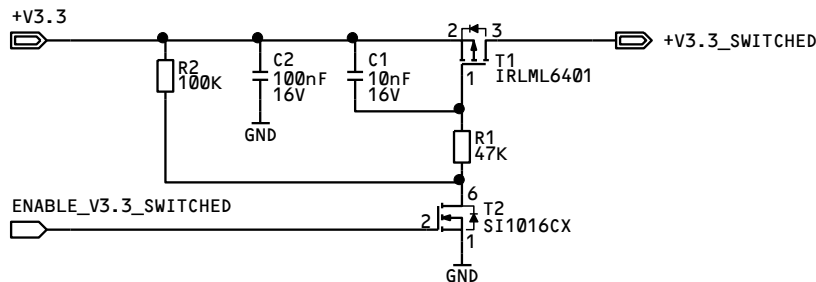 +V3.3
2
3
+V3.3_SWITCHED
R2
100K
C2
100nF
16V
C1
10nF
16V
1
T1
IRLML6401
GND
R1
47K
6
ENABLE_V3.3_SWITCHED
2
T2
SI1016CX
1
GND